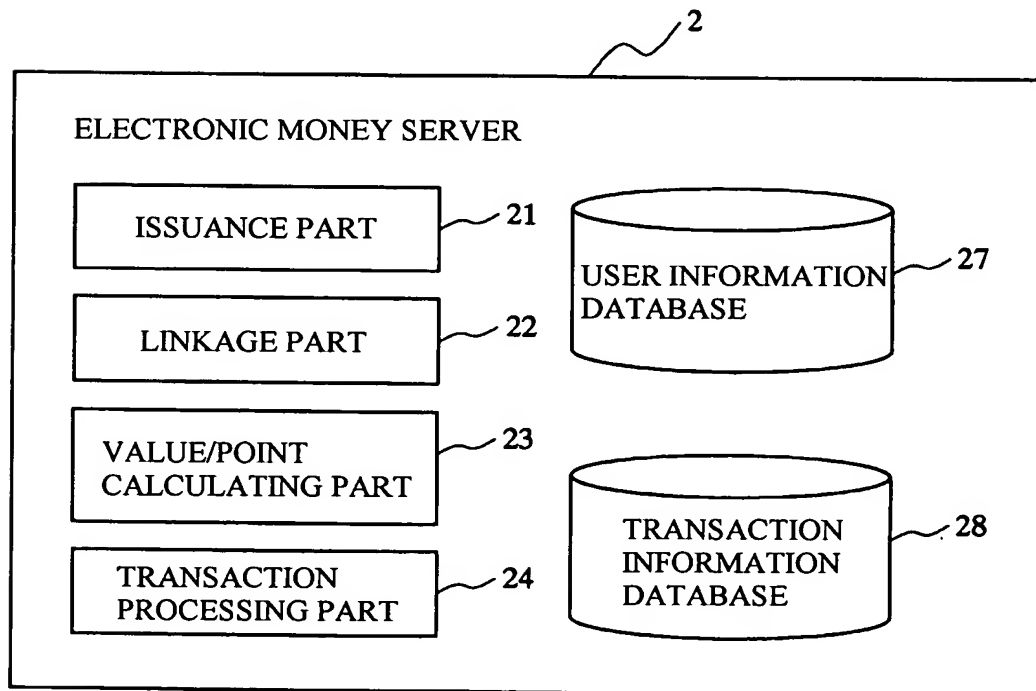 2
ELECTRONIC MONEY SERVER
ISSUANCE PART
21
LINKAGE PART
22
VALUE/POINT
CALCULATING PART
23
TRANSACTION
PROCESSING PART
24
USER INFORMATION
DATABASE
27
TRANSACTION
INFORMATION
DATABASE
28